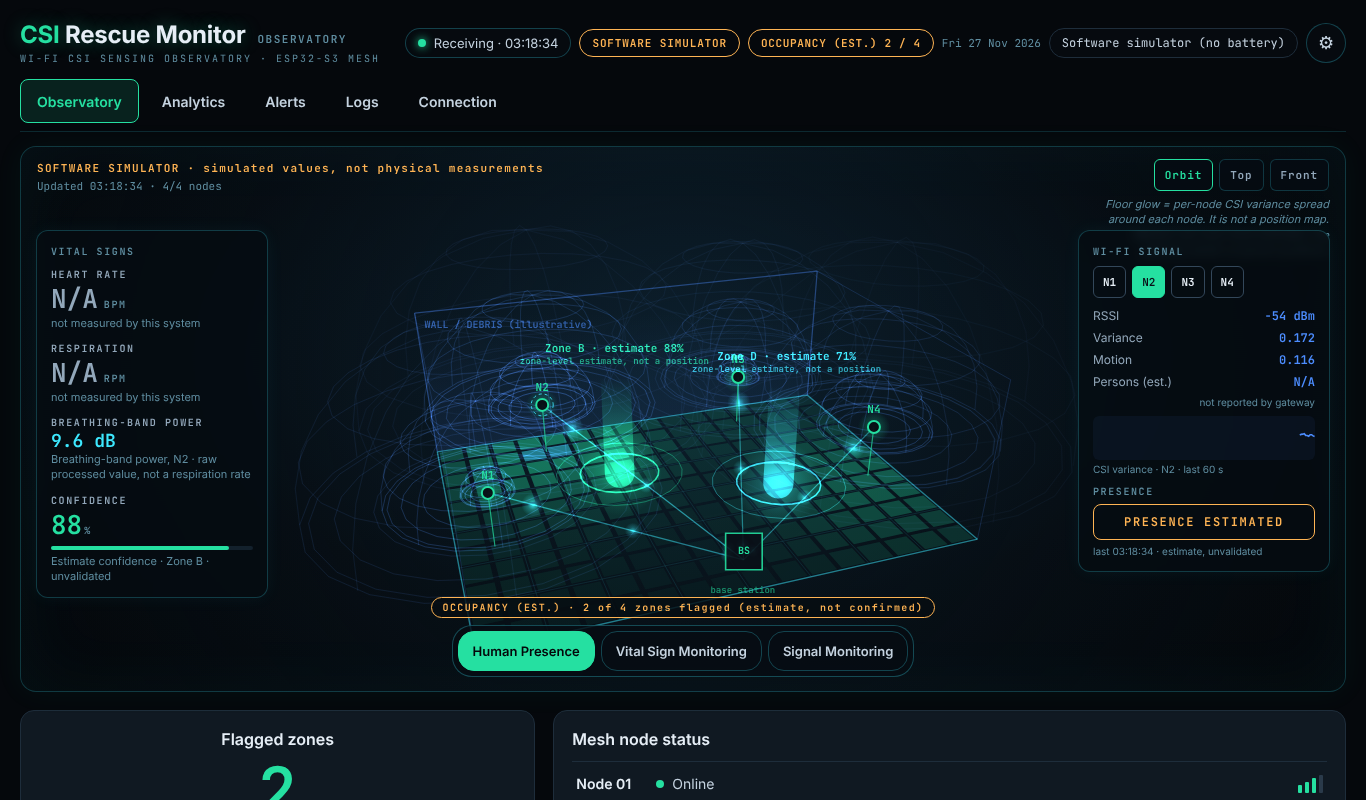 CSI Rescue Monitor OBSERVATORY
WI-FI CSI SENSING OBSERVATORY · ESP32-S3 MESH
Receiving · 03:18:34
SOFTWARE SIMULATOR
OCCUPANCY (EST.) 2 / 4
Fri 27 Nov 2026
Software simulator (no battery)
Observatory
Analytics
Alerts
Logs
Connection
SOFTWARE SIMULATOR · simulated values, not physical measurements
Updated 03:18:34 · 4/4 nodes
Orbit
Top
Front
Floor glow = per-node CSI variance spread
around each node. It is not a position map.
VITAL SIGNS
HEART RATE
N/A BPM
not measured by this system
RESPIRATION
N/A RPM
not measured by this system
BREATHING-BAND POWER
9.6 dB
Breathing-band power, N2 · raw
processed value, not a respiration rate
CONFIDENCE
88%
Estimate confidence · Zone B ·
unvalidated
WALL / DEBRIS (illustrative)
Zone B · estimate 88%
zone-level estimate, not a position
Zone D · estimate 71%
zone-level estimate, not a position
N3
N2
N4
N1
BS
base station
WI-FI SIGNAL
N1
N2
N3
N4
RSSI -54 dBm
Variance 0.172
Motion 0.116
Persons (est.) N/A
not reported by gateway
CSI variance · N2 · last 60 s
PRESENCE
PRESENCE ESTIMATED
last 03:18:34 · estimate, unvalidated
OCCUPANCY (EST.) · 2 of 4 zones flagged (estimate, not confirmed)
Human Presence
Vital Sign Monitoring
Signal Monitoring
Flagged zones
2
Mesh node status
Node 01 Online